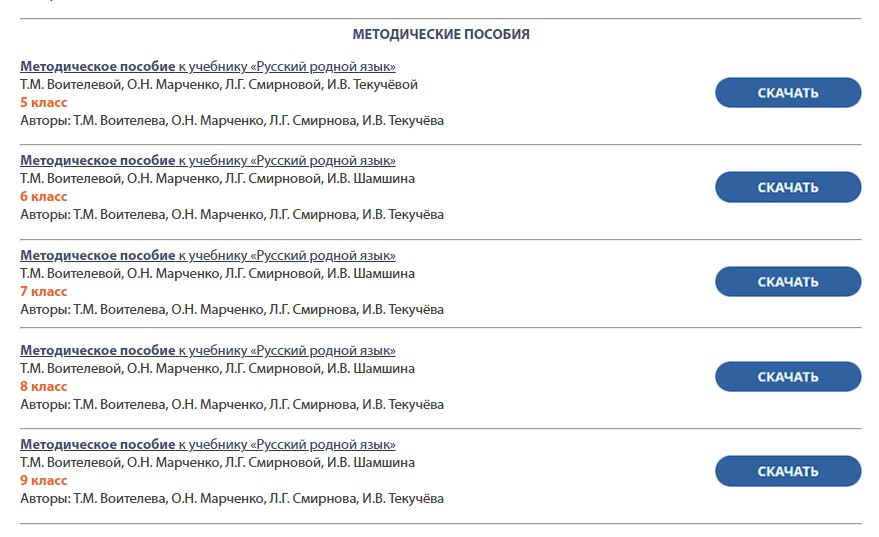 МЕТОДИЧЕСКИЕ ПОСОБИЯ
Методическое пособие к учебнику «Русский родной язык»
Т.М. Воителевой, О.Н. Марченко, Л.Г. Смирновой, И.В. Текучёвой
5 класс
Авторы: Т.М. Воителева, О.Н. Марченко, Л.Г. Смирнова, И.В. Текучёва
СКАЧАТЬ
Методическое пособие к учебнику «Русский родной язык»
Т.М. Воителевой, О.Н. Марченко, Л.Г. Смирновой, И.В. Шамшина
6 класс
Авторы: Т.М. Воителева, О.Н. Марченко, Л.Г. Смирнова, И.В. Текучёва
СКАЧАТЬ
Методическое пособие к учебнику «Русский родной язык»
Т.М. Воителевой, О.Н. Марченко, Л.Г. Смирновой, И.В. Шамшина
7 класс
Авторы: Т.М. Воителева, О.Н. Марченко, Л.Г. Смирнова, И.В. Текучёва
СКАЧАТЬ
Методическое пособие к учебнику «Русский родной язык»
Т.М. Воителевой, О.Н. Марченко, Л.Г. Смирновой, И.В. Шамшина
8 класс
Авторы: Т.М. Воителева, О.Н. Марченко, Л.Г. Смирнова, И.В. Текучёва
СКАЧАТЬ
Методическое пособие к учебнику «Русский родной язык»
Т.М. Воителевой, О.Н. Марченко, Л.Г. Смирновой, И.В. Шамшина
9 класс
Авторы: Т.М. Воителева, О.Н. Марченко, Л.Г. Смирнова, И.В. Текучёва
СКАЧАТЬ